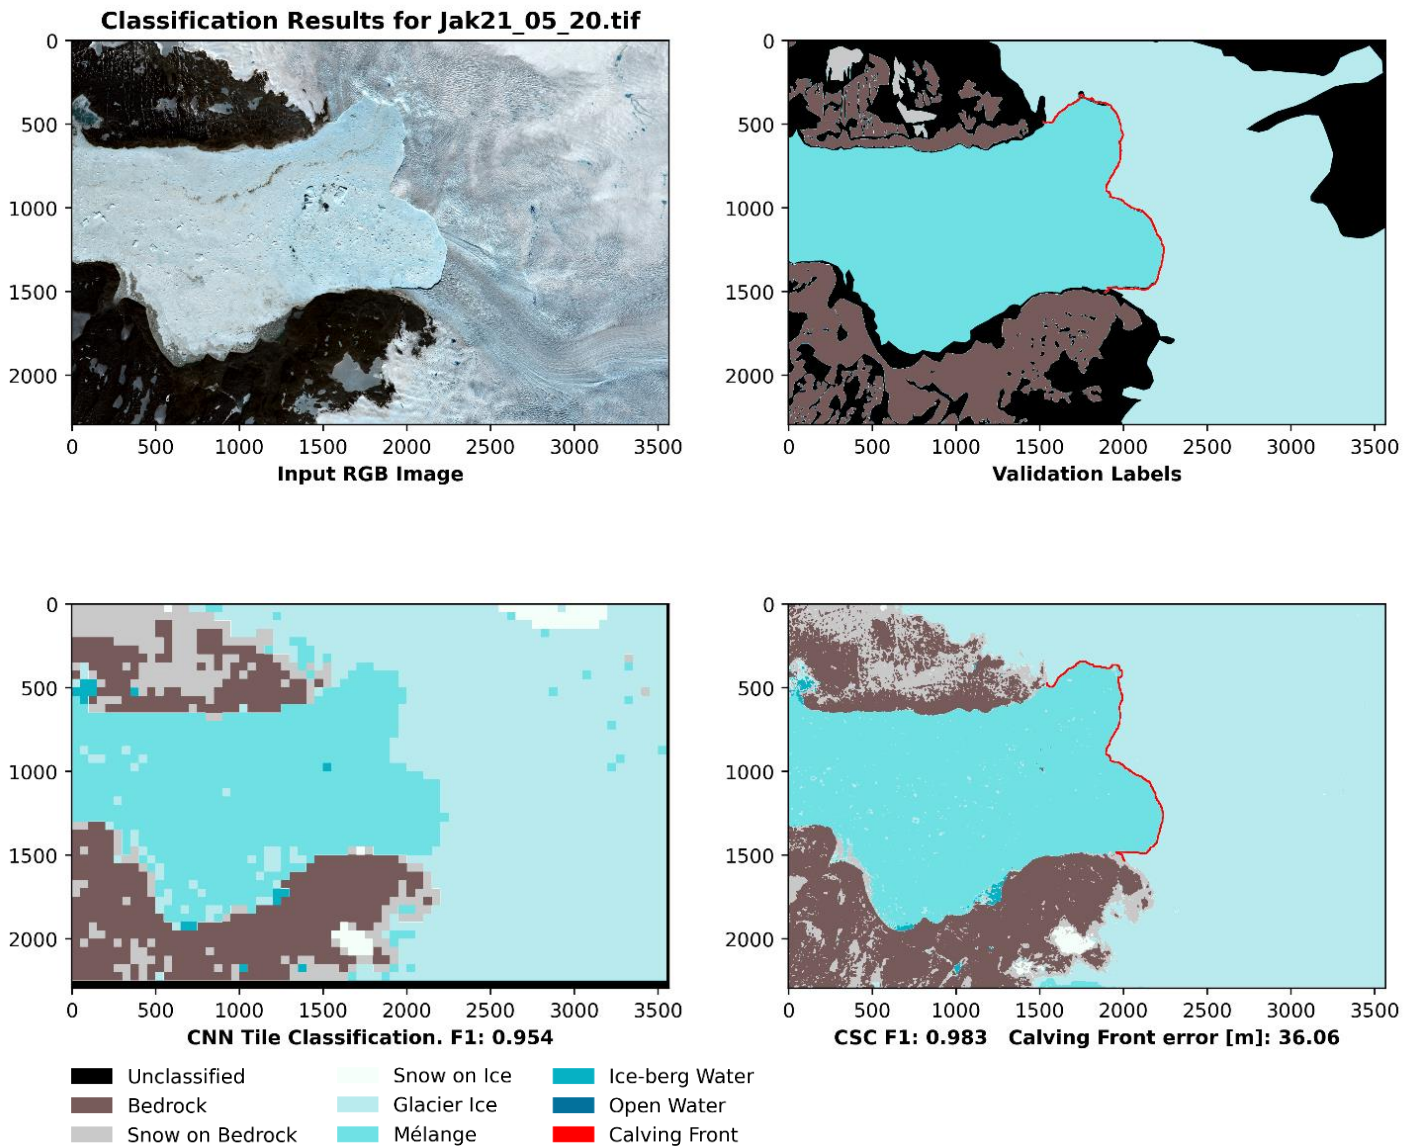 Classification Results for Jak21_05_20.tif
0
500
1000
1500
2000
0 500 1000 1500 2000 2500 3000 3500
Input RGB Image
0
500
1000
1500
2000
0 500 1000 1500 2000 2500 3000 3500
Validation Labels
0
500
1000
1500
2000
0 500 1000 1500 2000 2500 3000 3500
CNN Tile Classification. F1: 0.954
0
500
1000
1500
2000
0 500 1000 1500 2000 2500 3000 3500
CSC F1: 0.983 Calving Front error [m]: 36.06
Unclassified
Bedrock
Snow on Bedrock
Snow on Ice
Glacier Ice
Mélange
Ice-berg Water
Open Water
Calving Front